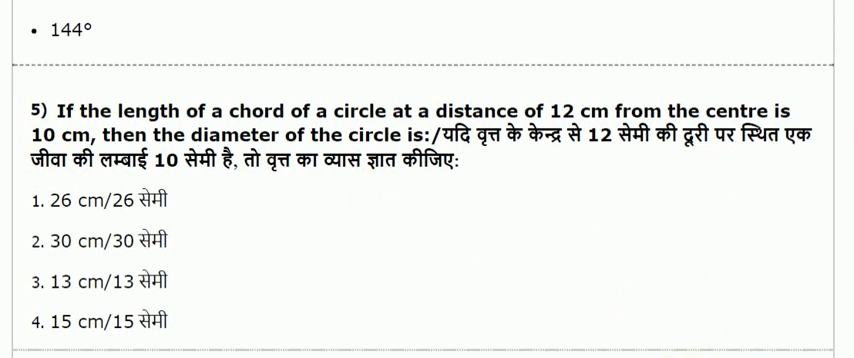 • 144°
5) If the length of a chord of a circle at a distance of 12 cm from the centre is
10 cm, then the diameter of the circle is:/यदि वृत्त के केन्द्र से 12 सेमी की दूरी पर स्थित एक
जीवा की लम्बाई 10 सेमी है, तो वृत्त का व्यास ज्ञात कीजिए:
1. 26 cm/26 सेमी
2. 30 cm/30 सेमी
3. 13 cm/13 सेमी
4. 15 cm/15 सेमी